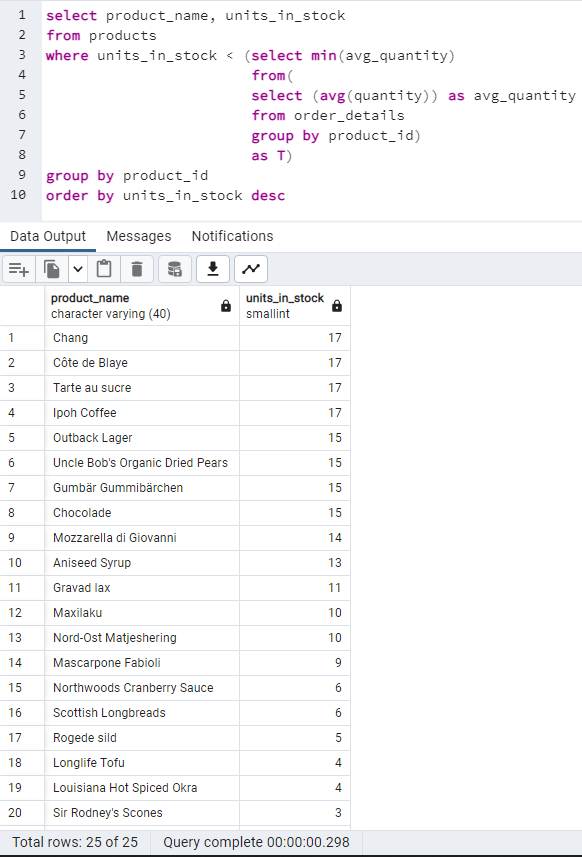 1 select product_name, units_in_stock
2 from products
3 where units_in_stock < (select min(avg_quantity)
4 from(
5 select (avg(quantity)) as avg_quantity
6 from order_details
7 group by product_id)
8 as T)
9 group by product_id
10 order by units_in_stock desc
Data Output Messages Notifications
product_name units_in_stock
character varying (40) smallint
1 Chang 17
2 Côte de Blaye 17
3 Tarte au sucre 17
4 Ipoh Coffee 17
5 Outback Lager 15
6 Uncle Bob's Organic Dried Pears 15
7 Gumbär Gummibärchen 15
8 Chocolade 15
9 Mozzarella di Giovanni 14
10 Aniseed Syrup 13
11 Gravad lax 11
12 Maxilaku 10
13 Nord-Ost Matjeshering 10
14 Mascarpone Fabioli 9
15 Northwoods Cranberry Sauce 6
16 Scottish Longbreads 6
17 Rogede sild 5
18 Longlife Tofu 4
19 Louisiana Hot Spiced Okra 4
20 Sir Rodney's Scones 3
Total rows: 25 of 25 Query complete 00:00:00.298